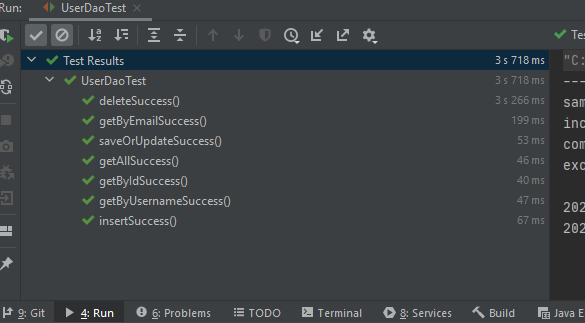 Run: UserDaoTest
Test Results 3 s 718 ms
UserDaoTest 3 s 718 ms
deleteSuccess() 3 s 266 ms
getByEmailSuccess() 199 ms
saveOrUpdateSuccess() 53 ms
getAllSuccess() 46 ms
getByIdSuccess() 40 ms
getByUsernameSuccess() 47 ms
insertSuccess() 67 ms
Tes
"C:
---
sam
inc
com
exc
202
202
9: Git 4: Run 6: Problems TODO Terminal 8: Services Build Java E